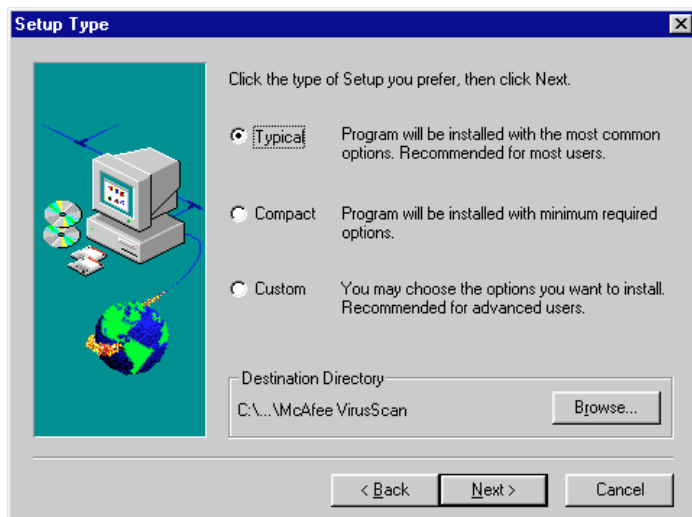 Setup Type
Click the type of Setup you prefer, then click Next.
Typical
Program will be installed with the most common
options. Recommended for most users.
Compact
Program will be installed with minimum required
options.
Custom
You may choose the options you want to install.
Recommended for advanced users.
Destination Directory
C:\...\McAfee VirusScan
Browse...
< Back
Next >
Cancel